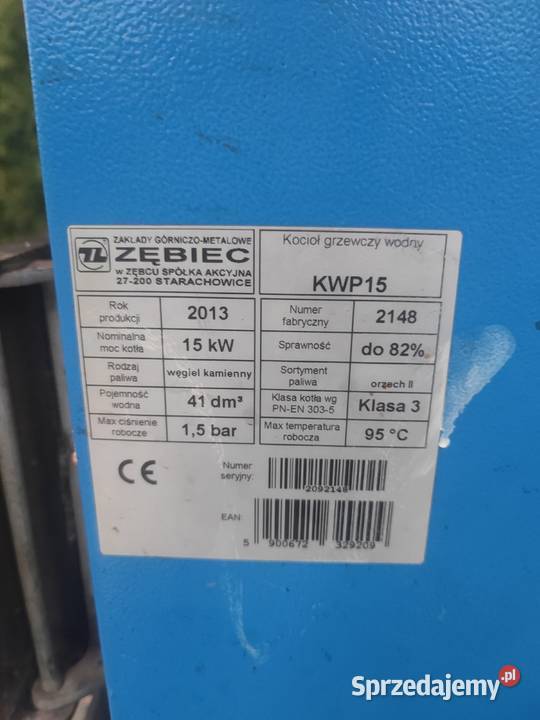 ZAKŁADY GÓRNICZO-METALOWE
ZĘBIEC
w ZĘBCU SPÓŁKA AKCYJNA
27-200 STARACHOWICE
Kocioł grzewczy wodny
KWP15
Rok produkcji 2013
Numer fabryczny 2148
Nominalna moc kotła 15 kW
Sprawność do 82%
Rodzaj paliwa węgiel kamienny
Sortyment paliwa orzech II
Pojemność wodna 41 dm³
Klasa kotła wg PN-EN 303-5 Klasa 3
Max ciśnienie robocze 1,5 bar
Max temperatura robocza 95 °C
CE
Numer seryjny: 2092148
EAN: 5 900672 329209
Sprzedajemy.pl